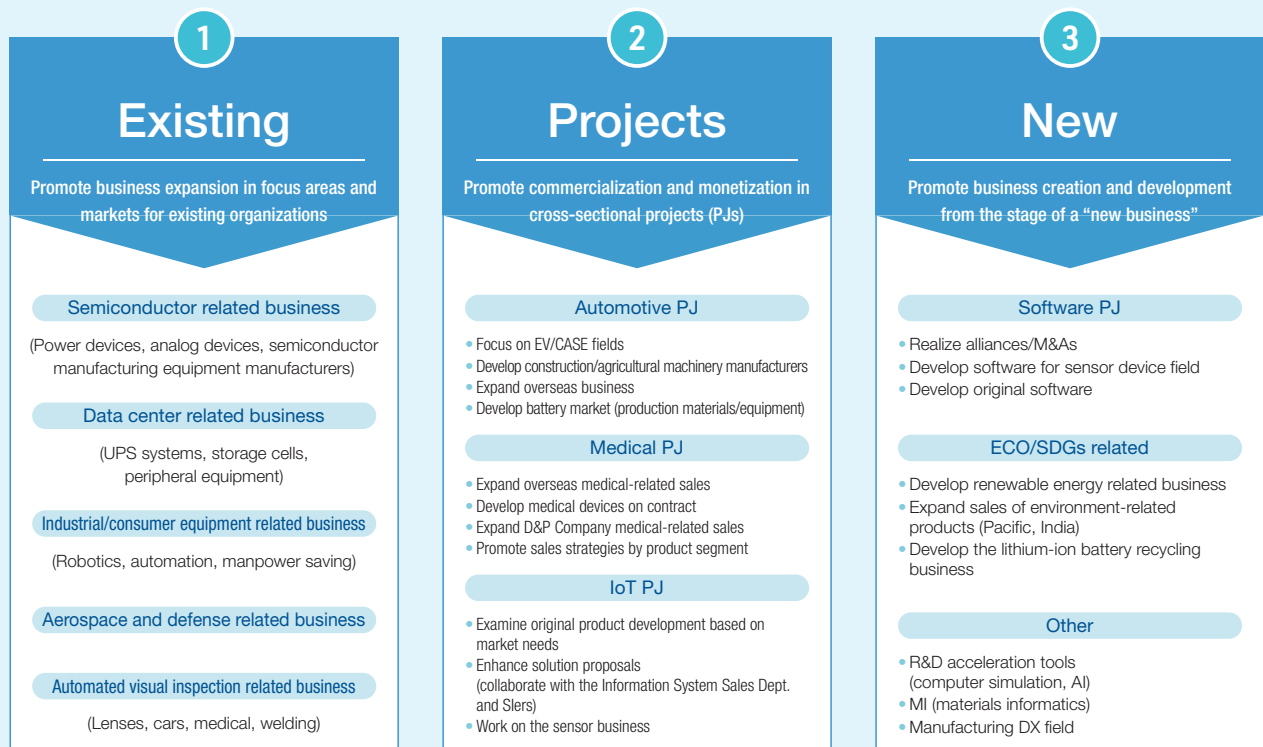 1
Existing
Promote business expansion in focus areas and
markets for existing organizations
Semiconductor related business
(Power devices, analog devices, semiconductor
manufacturing equipment manufacturers)
Data center related business
(UPS systems, storage cells,
peripheral equipment)
Industrial/consumer equipment related business
(Robotics, automation, manpower saving)
Aerospace and defense related business
Automated visual inspection related business
(Lenses, cars, medical, welding)
2
Projects
Promote commercialization and monetization in
cross-sectional projects (PJs)
Automotive PJ
• Focus on EV/CASE fields
• Develop construction/agricultural machinery manufacturers
• Expand overseas business
• Develop battery market (production materials/equipment)
Medical PJ
• Expand overseas medical-related sales
• Develop medical devices on contract
• Expand D&P Company medical-related sales
• Promote sales strategies by product segment
IoT PJ
• Examine original product development based on
market needs
• Enhance solution proposals
(collaborate with the Information System Sales Dept.
and SIers)
• Work on the sensor business
3
New
Promote business creation and development
from the stage of a “new business”
Software PJ
• Realize alliances/M&As
• Develop software for sensor device field
• Develop original software
ECO/SDGs related
• Develop renewable energy related business
• Expand sales of environment-related
products (Pacific, India)
• Develop the lithium-ion battery recycling
business
Other
• R&D acceleration tools
(computer simulation, AI)
• MI (materials informatics)
• Manufacturing DX field